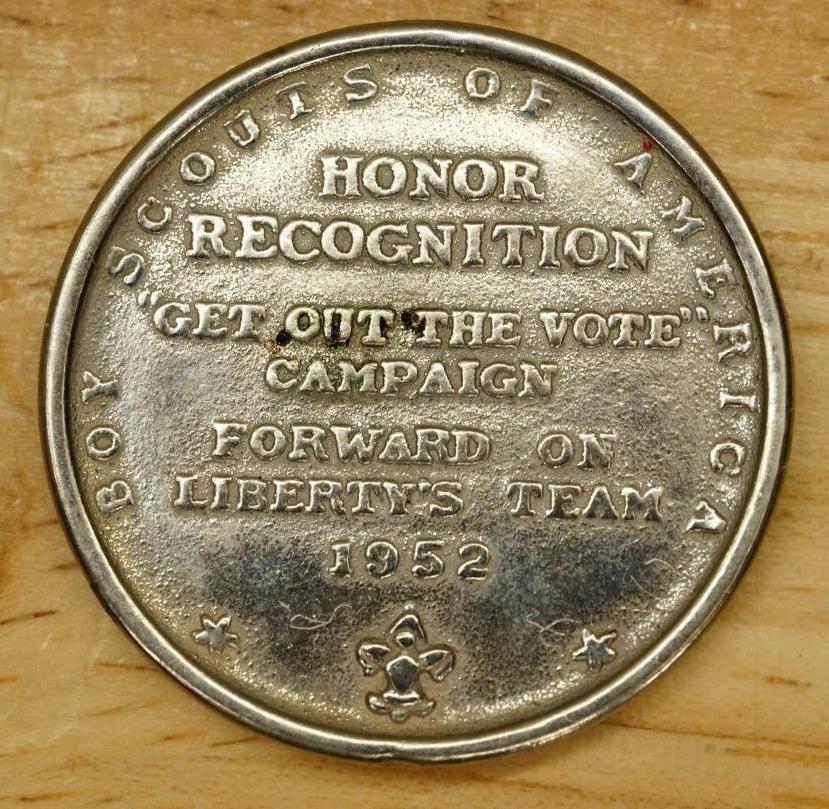 BOY SCOUTS OF AMERICA
HONOR
RECOGNITION
"GET OUT THE VOTE"
CAMPAIGN
FORWARD ON
LIBERTY'S TEAM
1952